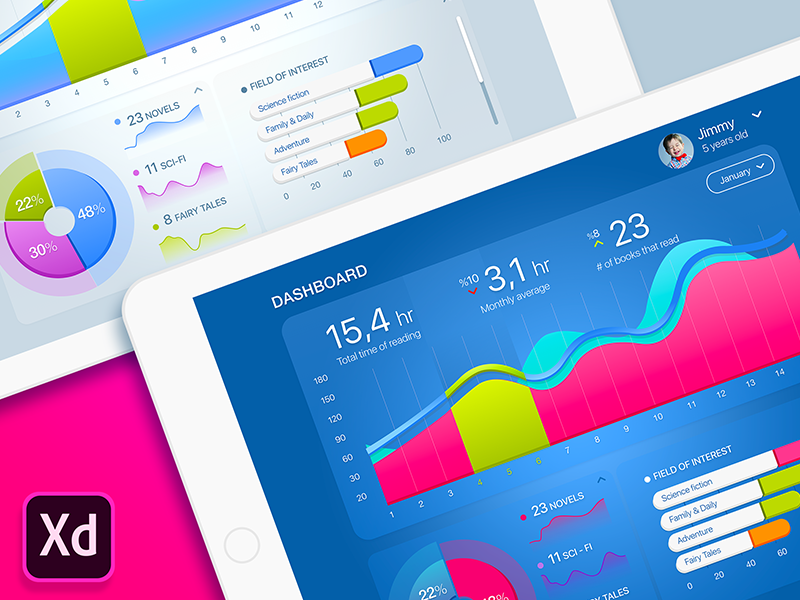 2 3 4 5 6 7 8 9 10 11 12
23 NOVELS
11 SCI-FI
8 FAIRY TALES
22%
48%
30%
FIELD OF INTEREST
Science fiction
Family & Daily
Adventure
Fairy Tales
0 20 40 60 80 100
Jimmy
5 years old
January
DASHBOARD
15,4 hr
Total time of reading
%10
3,1 hr
Monthly average
%8
23
# of books that read
180
150
120
90
60
30
20
1 2 3 4 5 6 7 8 9 10 11 12 13 14
23 NOVELS
11 SCI - FI
FAIRY TALES
22%
48%
FIELD OF INTEREST
Science fiction
Family & Daily
Adventure
Fairy Tales
0 20 40 60
Xd